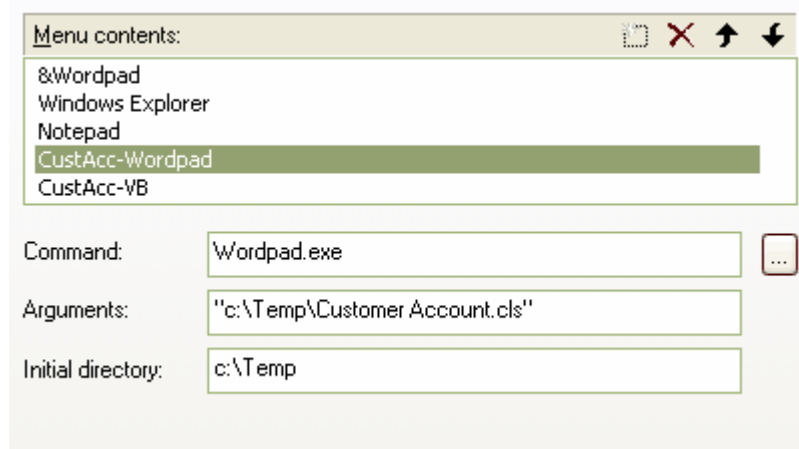 Menu contents:
&Wordpad
Windows Explorer
Notepad
CustAcc-Wordpad
CustAcc-VB
Command: Wordpad.exe ...
Arguments: "c:\Temp\Customer Account.cls"
Initial directory: c:\Temp